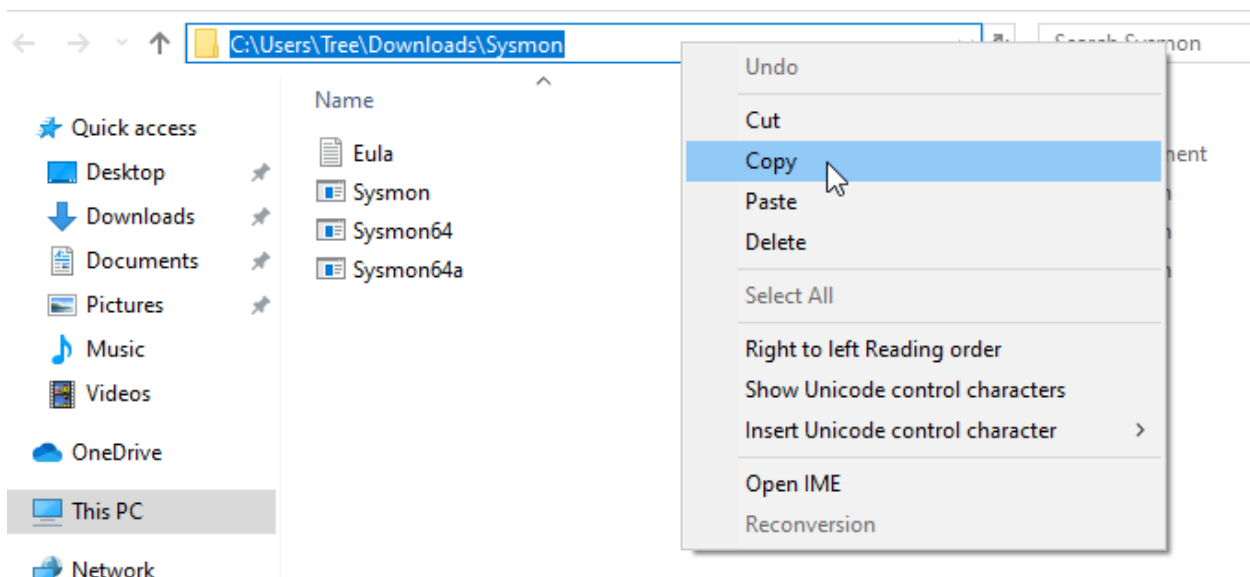 C:\Users\Tree\Downloads\Sysmon
Name
Quick access
Desktop
Downloads
Documents
Pictures
Music
Videos
OneDrive
This PC
Network
Eula
Sysmon
Sysmon64
Sysmon64a
Undo
Cut
Copy
Paste
Delete
Select All
Right to left Reading order
Show Unicode control characters
Insert Unicode control character
Open IME
Reconversion